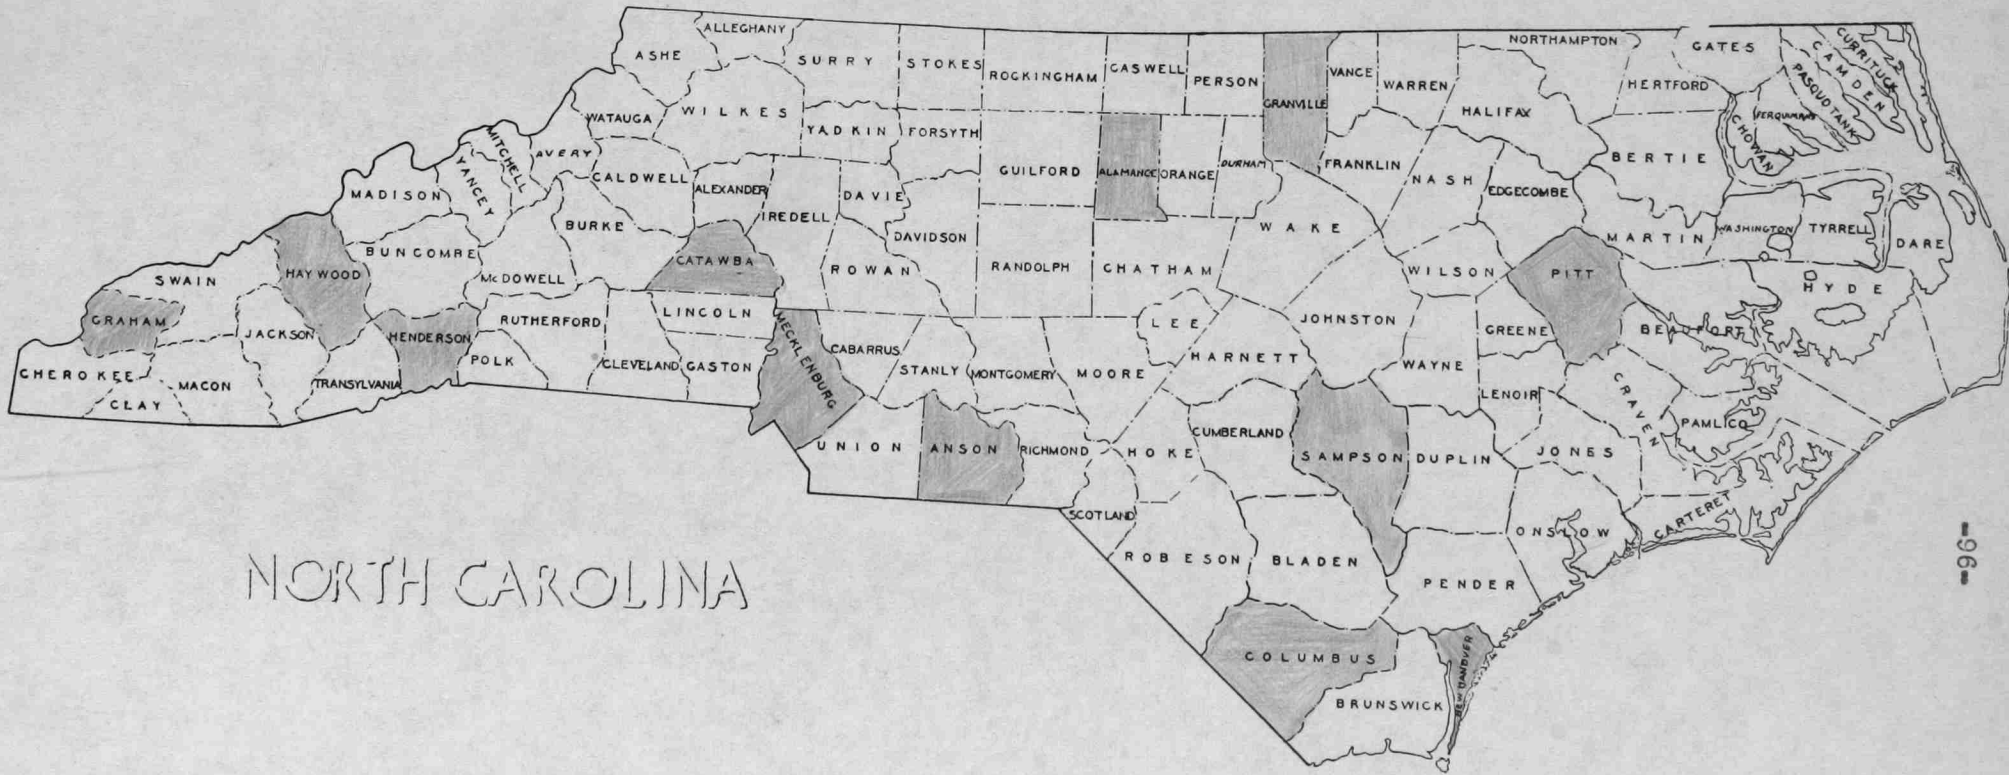 ALLEGHANY
ASHE
SURRY
STOKES
ROCKINGHAM
CASWELL
PERSON
GRANVILLE
VANCE
WARREN
NORTHAMPTON
GATES
CURRITUCK
CAMDEN
PASQUOTANK
PERQUIMANS
CHOWAN
HERTFORD
HALIFAX
WATAUGA
WILKES
YADKIN
FORSYTH
GUILFORD
ALAMANCE
ORANGE
DURHAM
FRANKLIN
NASH
EDGECOMBE
BERTIE
MITCHELL
AVERY
YANCEY
MADISON
CALDWELL
ALEXANDER
IREDELL
DAVIE
DAVIDSON
WAKE
MARTIN
WASHINGTON
TYRRELL
DARE
BURKE
BUNCOMBE
McDOWELL
CATAWBA
ROWAN
RANDOLPH
CHATHAM
WILSON
PITT
HYDE
HAYWOOD
SWAIN
GRAHAM
JACKSON
HENDERSON
RUTHERFORD
LINCOLN
MECKLENBURG
CABARRUS
LEE
JOHNSTON
GREENE
BEAUFORT
CHEROKEE
CLAY
MACON
TRANSYLVANIA
POLK
CLEVELAND
GASTON
STANLY
MONTGOMERY
MOORE
HARNETT
WAYNE
LENOIR
CRAVEN
PAMLICO
UNION
ANSON
RICHMOND
HOKE
CUMBERLAND
SAMPSON
DUPLIN
JONES
SCOTLAND
ROBESON
BLADEN
PENDER
ONSLOW
CARTERET
COLUMBUS
BRUNSWICK
NEW HANOVER
NORTH CAROLINA
-96-